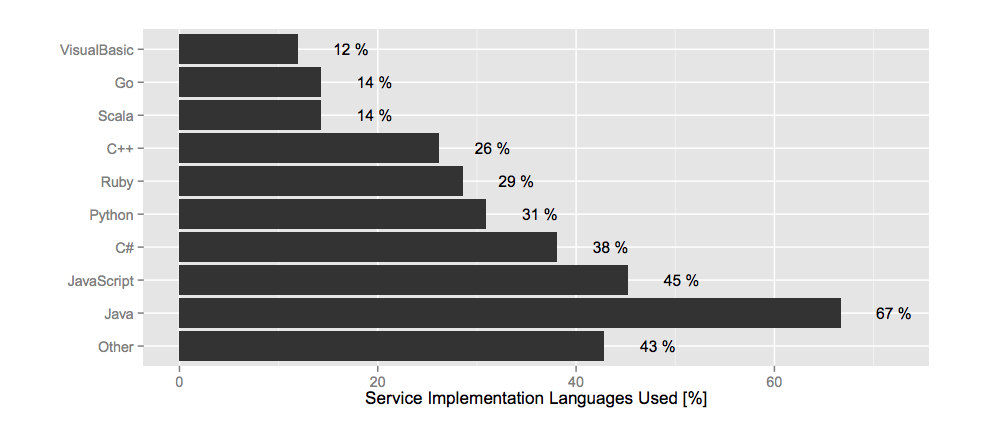 VisualBasic 12 %
Go 14 %
Scala 14 %
C++ 26 %
Ruby 29 %
Python 31 %
C# 38 %
JavaScript 45 %
Java 67 %
Other 43 %
0 20 40 60
Service Implementation Languages Used [%]